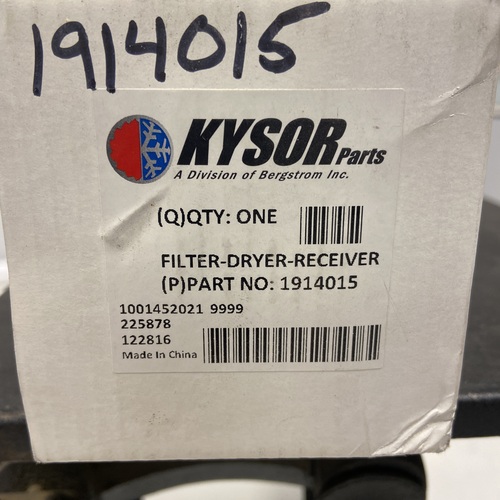 1914015
KYSOR Parts
A Division of Bergstrom Inc.
(Q)QTY: ONE
FILTER-DRYER-RECEIVER
(P)PART NO: 1914015
1001452021 9999
225878
122816
Made In China